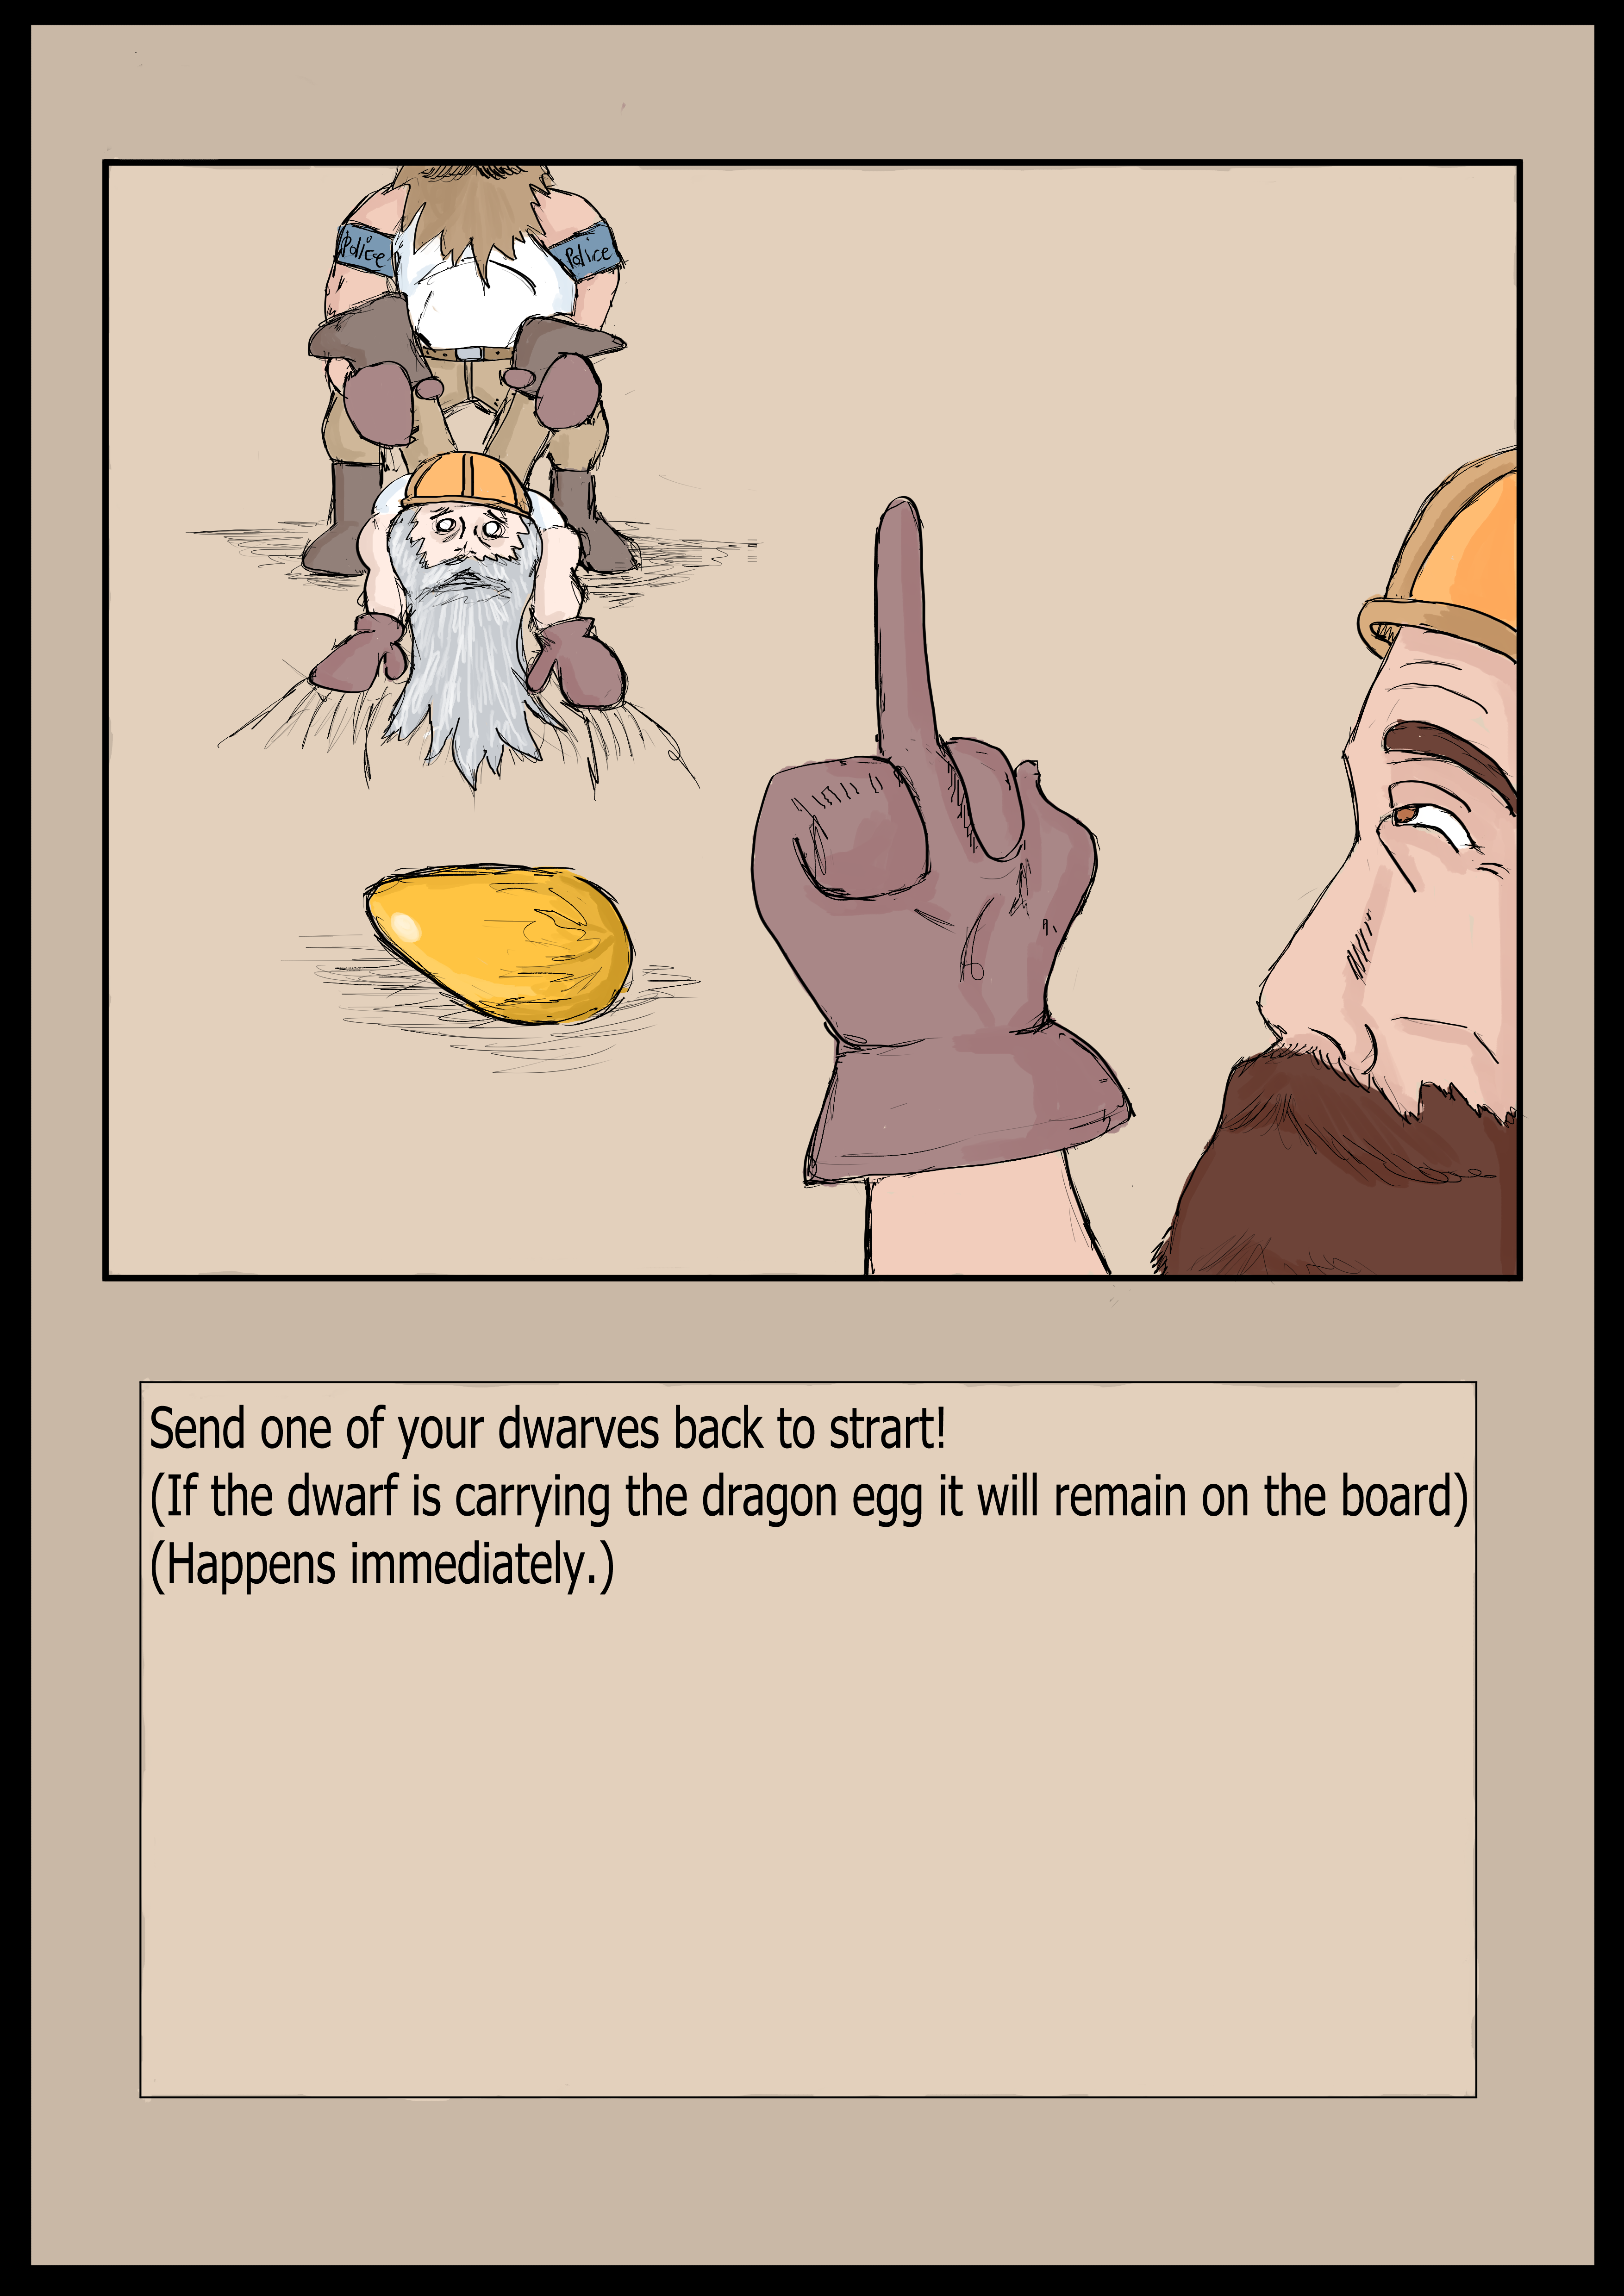 Police
Police
Send one of your dwarves back to strart!
(If the dwarf is carrying the dragon egg it will remain on the board)
(Happens immediately.)